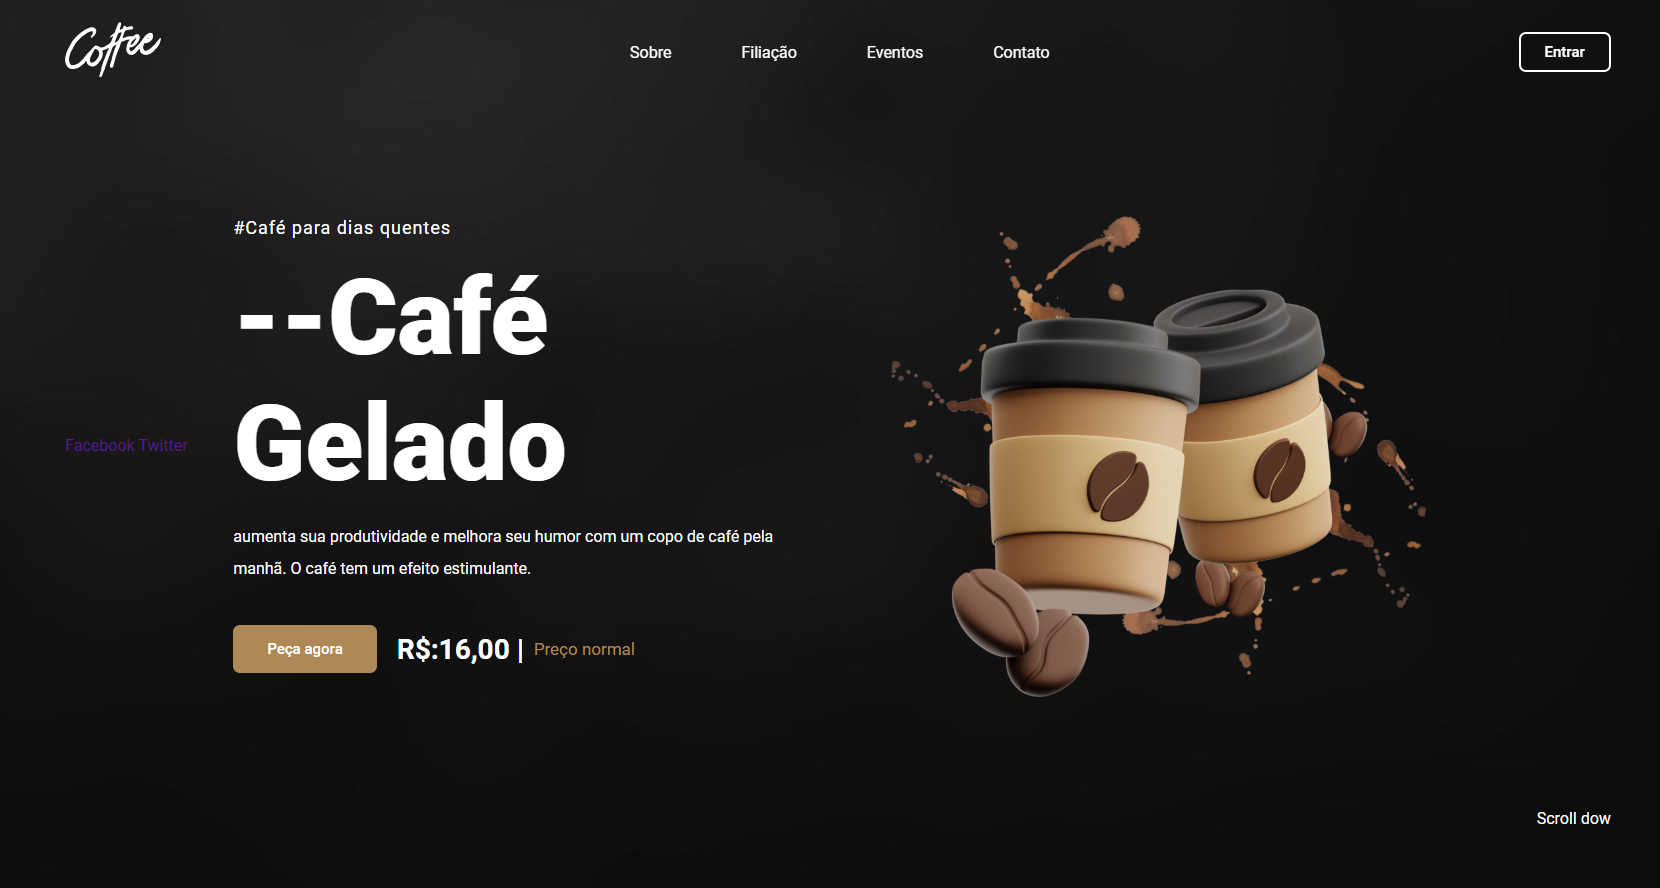 Coffee
Sobre Filiação Eventos Contato
Entrar
#Café para dias quentes
--Café
Gelado
Facebook Twitter
aumenta sua produtividade e melhora seu humor com um copo de café pela
manhã. O café tem um efeito estimulante.
Peça agora
R$:16,00 | Preço normal
Scroll dow